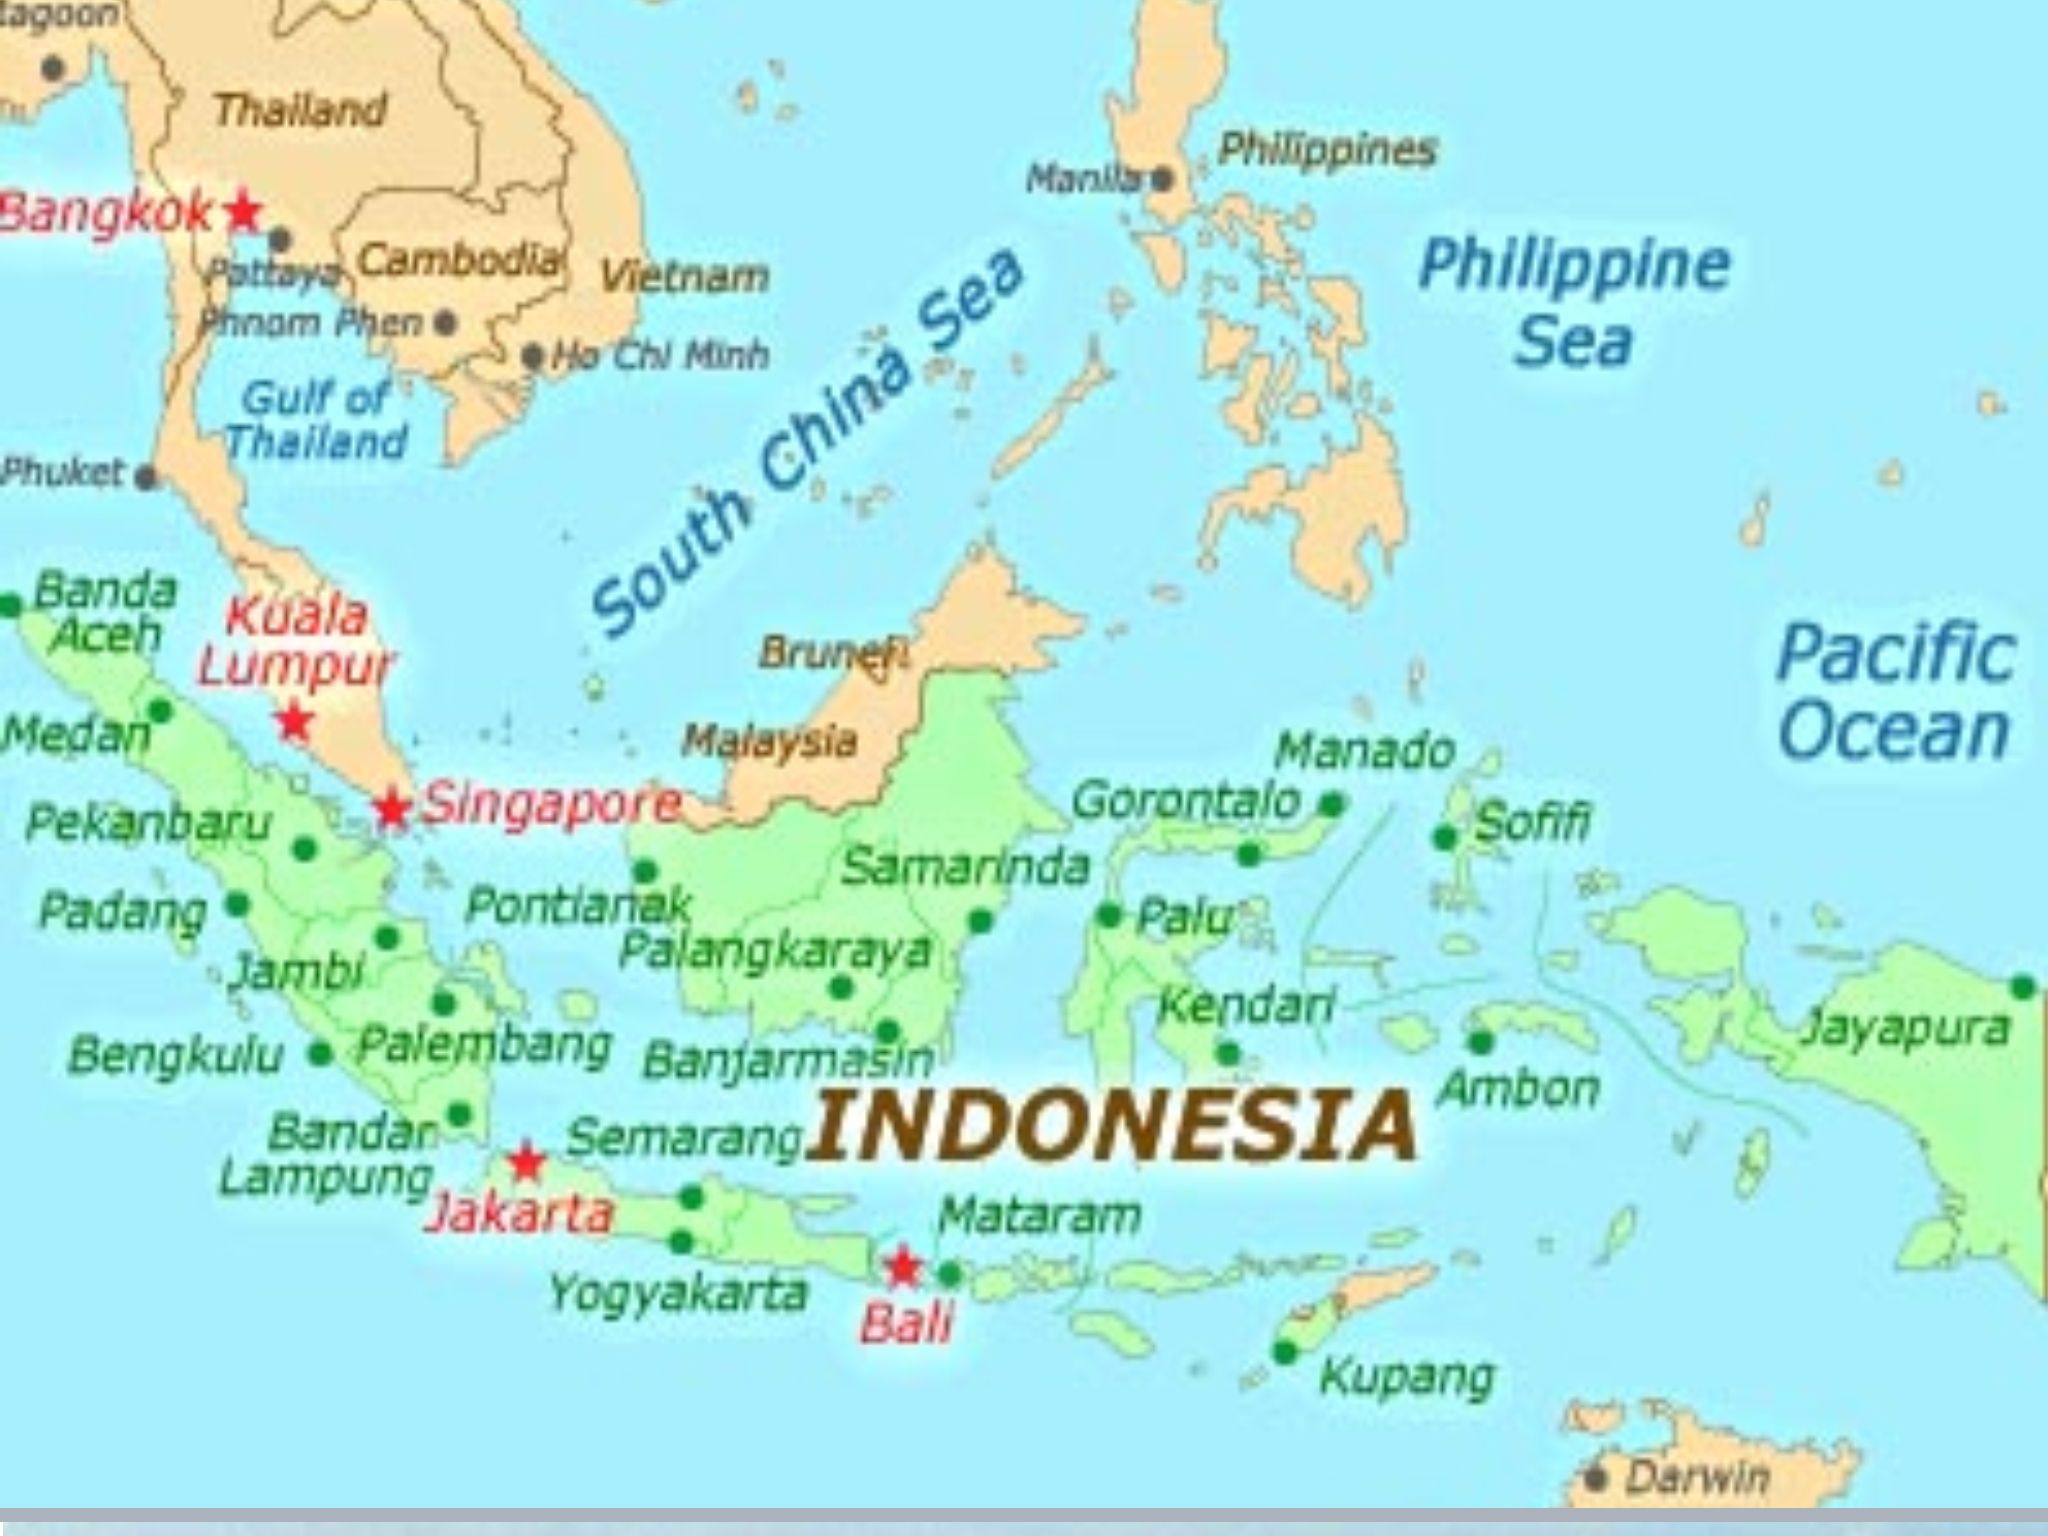 Thailand
Bangkok
Pattaya
Cambodia
Vietnam
Phnom Phen
Ho Chi Minh
Gulf of
Thailand
Phuket
Manila
Philippines
Philippine
Sea
South China Sea
Pacific
Ocean
Banda
Aceh
Kuala
Lumpur
Medan
Singapore
Brunei
Malaysia
Pekanbaru
Padang
Jambi
Pontianak
Samarinda
Palangkaraya
Gorontalo
Manado
Sofifi
Palu
Kendari
Jayapura
Bengkulu
Palembang
Banjarmasin
Ambon
INDONESIA
Bandar
Lampung
Semarang
Jakarta
Mataram
Yogyakarta
Bali
Kupang
Darwin